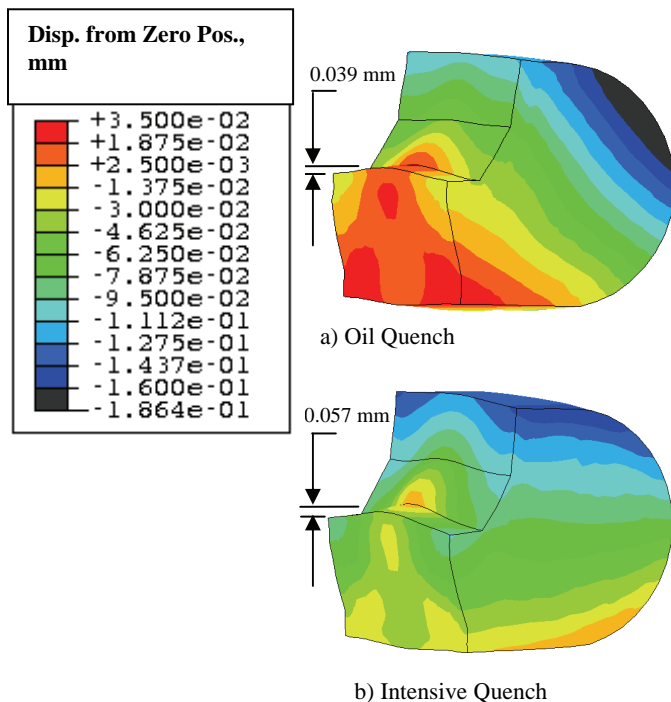 Disp. from Zero Pos.,
mm
+3.500e-02
+1.875e-02
+2.500e-03
-1.375e-02
-3.000e-02
-4.625e-02
-6.250e-02
-7.875e-02
-9.500e-02
-1.112e-01
-1.275e-01
-1.437e-01
-1.600e-01
-1.864e-01
0.039 mm
a) Oil Quench
0.057 mm
b) Intensive Quench